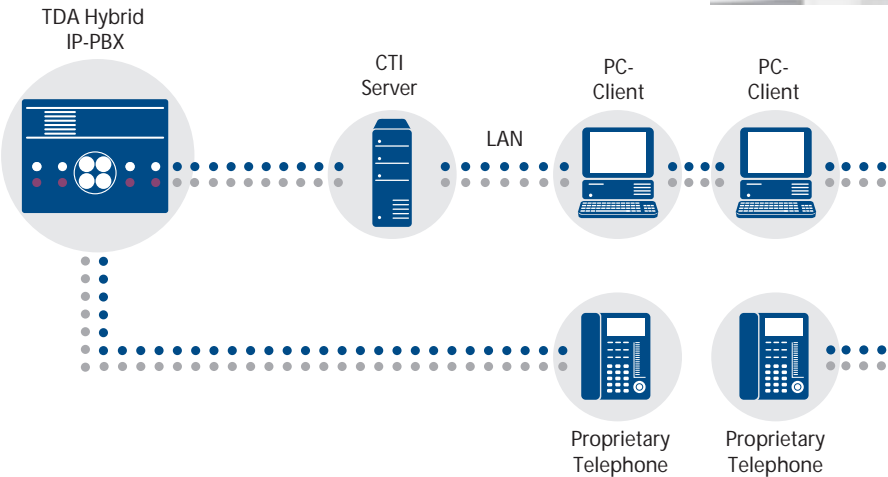 TDA Hybrid
IP-PBX
CTI
Server
LAN
PC-
Client
PC-
Client
Proprietary
Telephone
Proprietary
Telephone